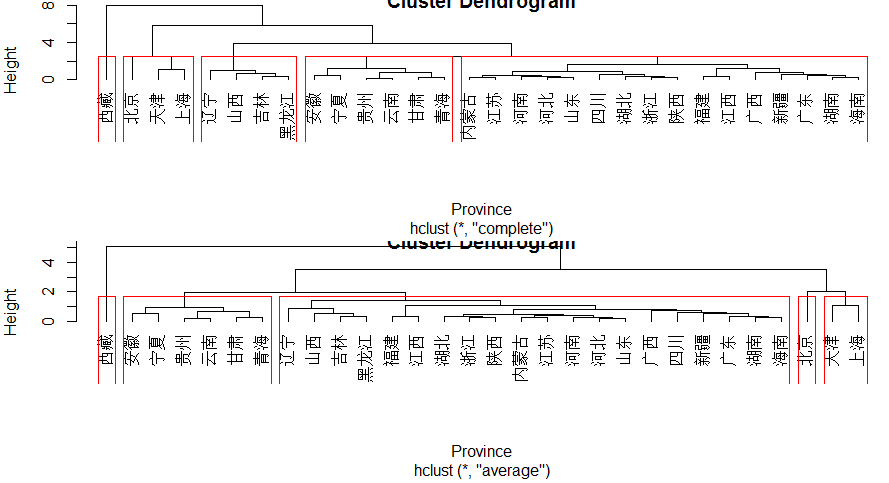 Cluster Dendrogram
Height
0 4 8
西藏 北京 天津 上海 辽宁 山西 吉林 黑龙江 安徽 宁夏 贵州 云南 甘肃 青海 内蒙古 江苏 河南 河北 山东 四川 湖北 浙江 陕西 福建 江西 广西 新疆 广东 湖南 海南
Province
hclust (*, "complete")
Cluster Dendrogram
Height
0 2 4
西藏 安徽 宁夏 贵州 云南 甘肃 青海 辽宁 山西 吉林 黑龙江 福建 江西 湖北 浙江 陕西 内蒙古 江苏 河南 河北 山东 广西 四川 新疆 广东 湖南 海南 北京 天津 上海
Province
hclust (*, "average")